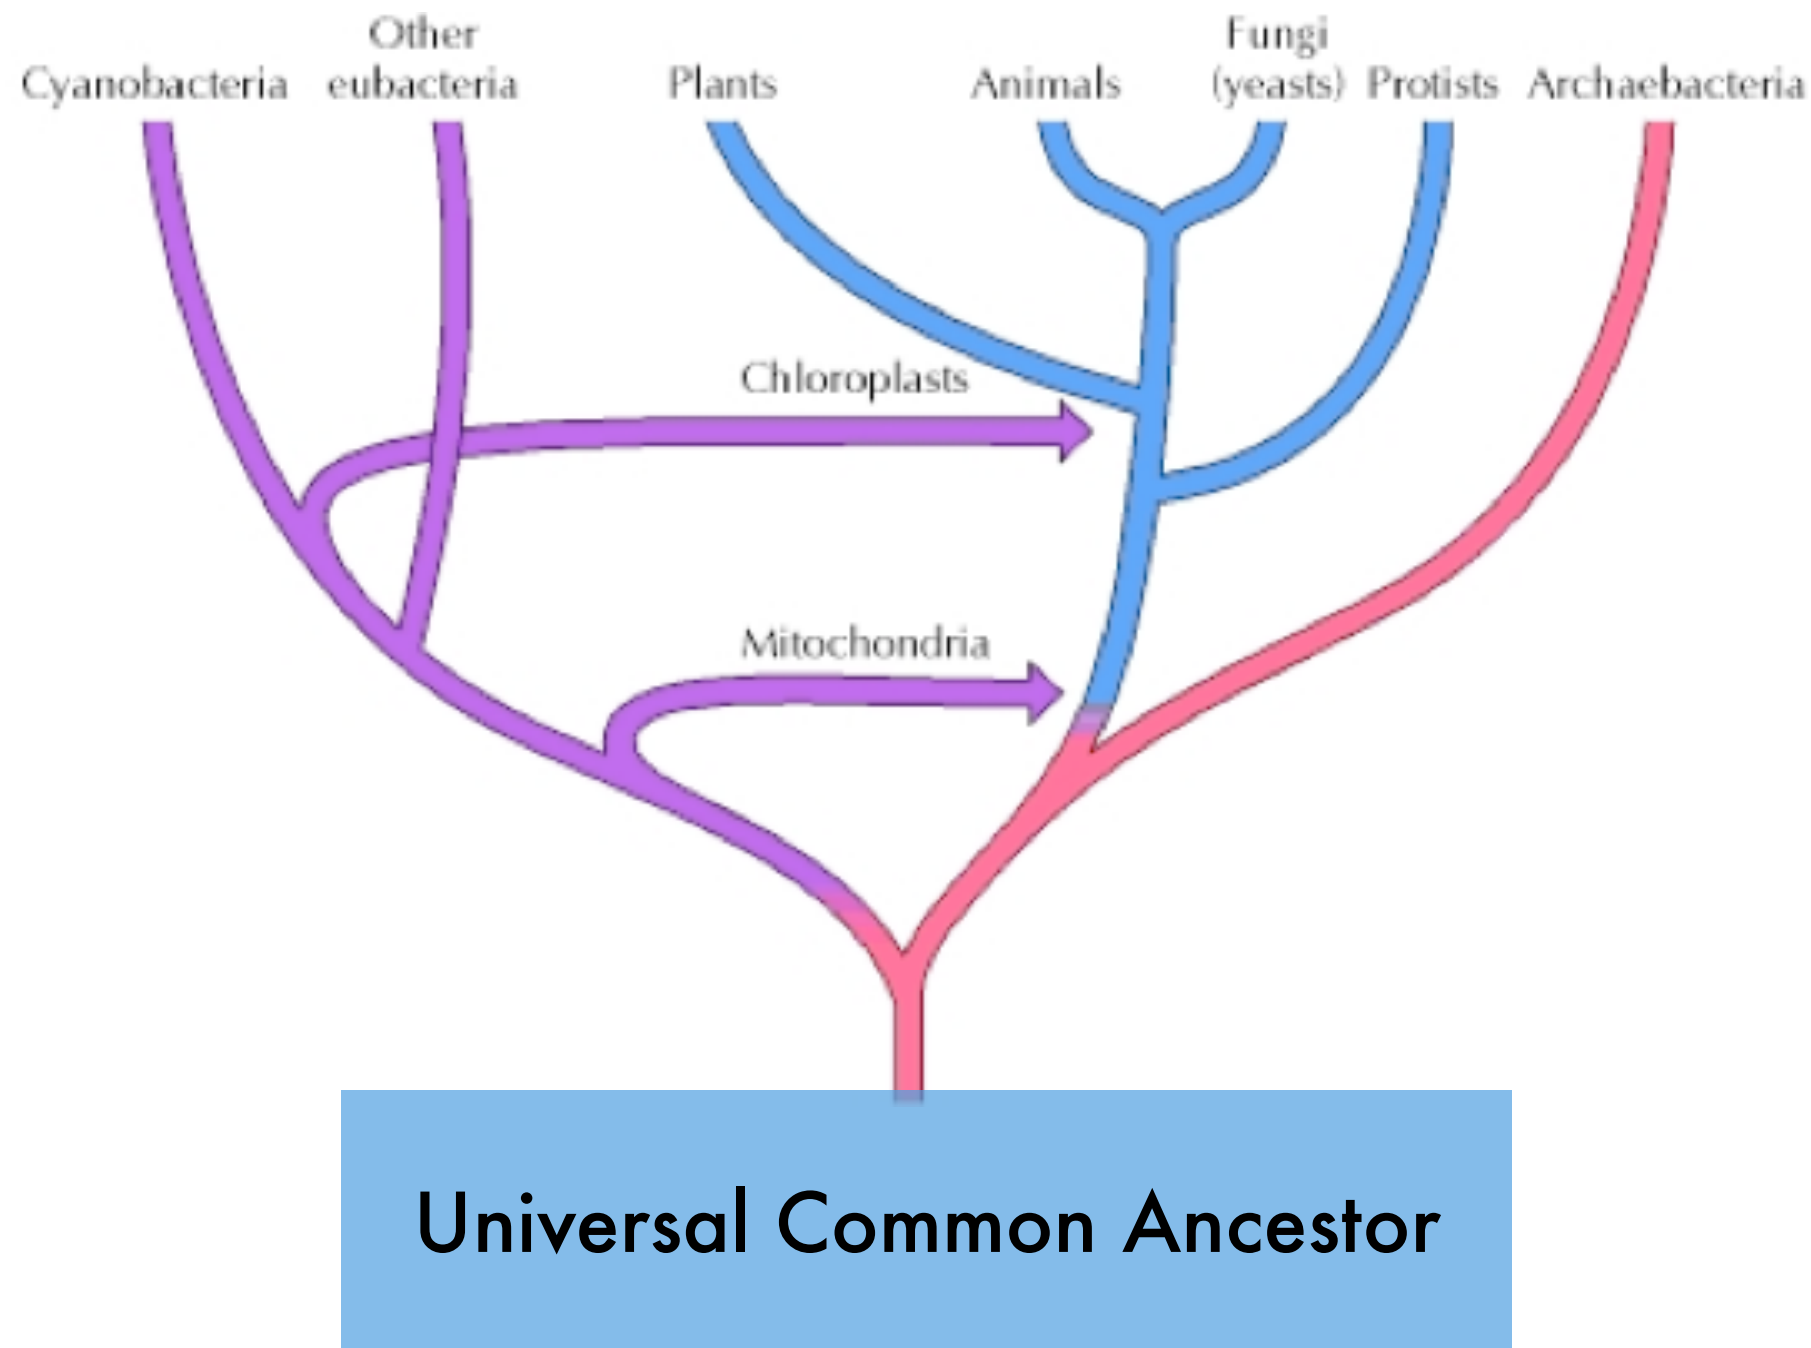 Cyanobacteria
Other
eubacteria
Plants
Animals
Fungi
(yeasts)
Protists
Archaebacteria
Chloroplasts
Mitochondria
Universal Common Ancestor